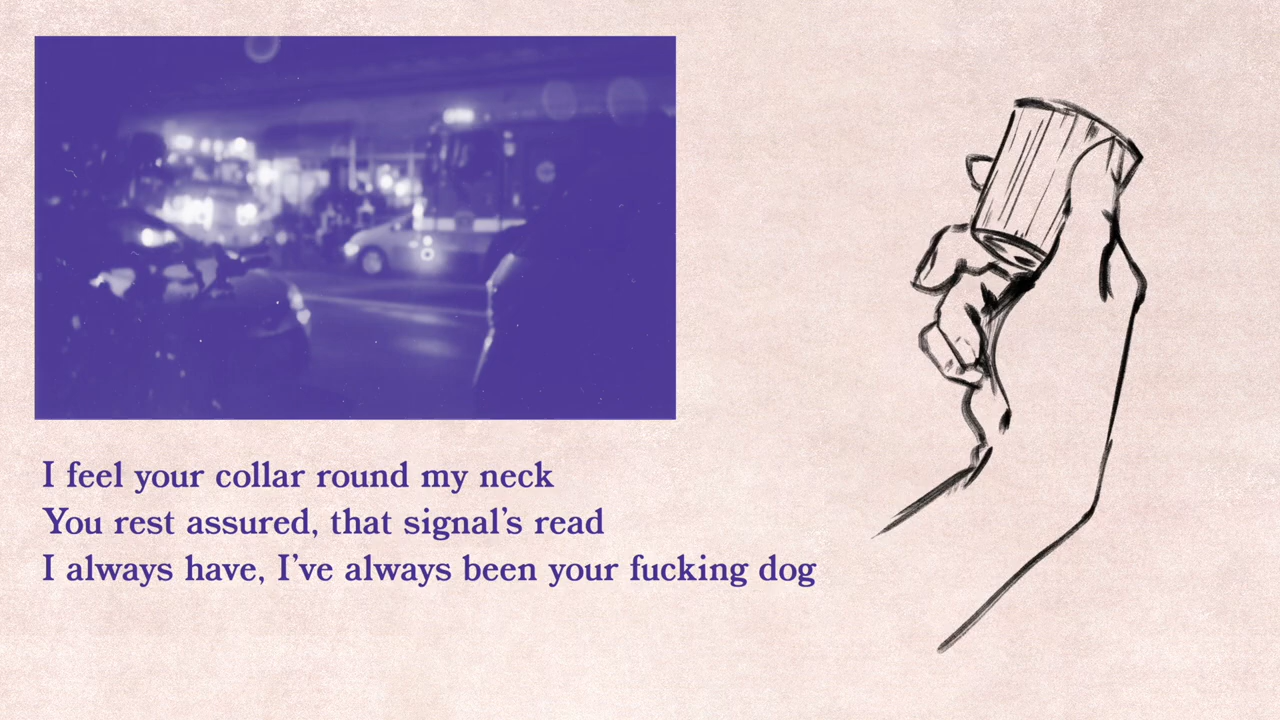 I feel your collar round my neck
You rest assured, that signal’s read
I always have, I’ve always been your fucking dog